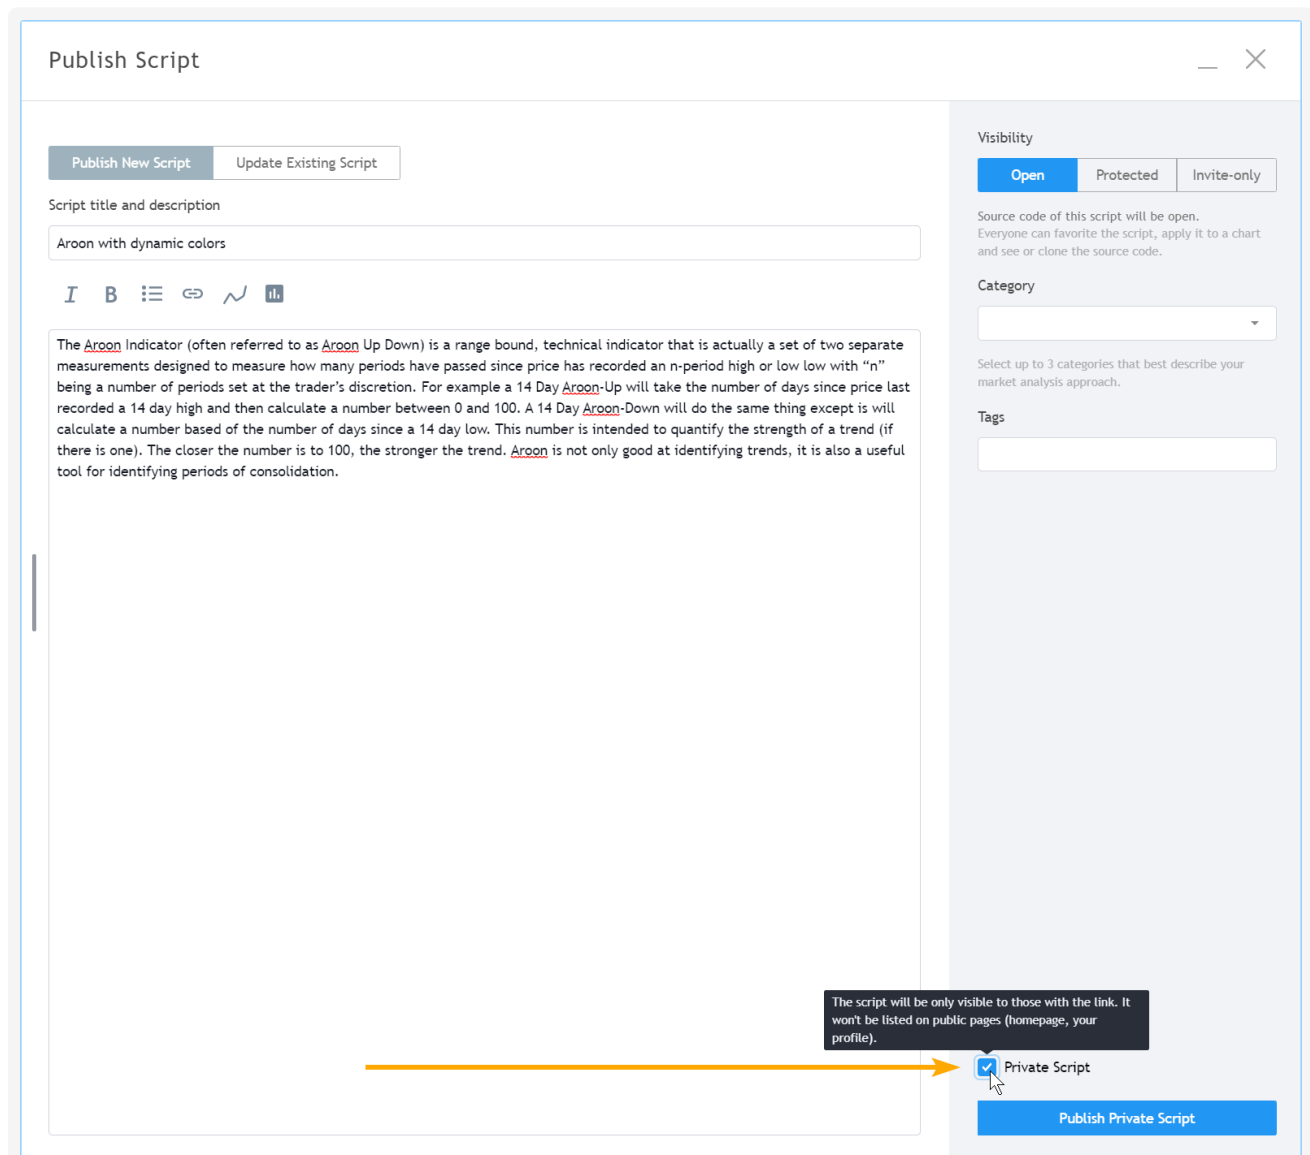 Publish Script
Publish New Script
Update Existing Script
Script title and description
Aroon with dynamic colors
I B
The Aroon Indicator (often referred to as Aroon Up Down) is a range bound, technical indicator that is actually a set of two separate
measurements designed to measure how many periods have passed since price has recorded an n-period high or low low with “n”
being a number of periods set at the trader’s discretion. For example a 14 Day Aroon-Up will take the number of days since price last
recorded a 14 day high and then calculate a number between 0 and 100. A 14 Day Aroon-Down will do the same thing except is will
calculate a number based of the number of days since a 14 day low. This number is intended to quantify the strength of a trend (if
there is one). The closer the number is to 100, the stronger the trend. Aroon is not only good at identifying trends, it is also a useful
tool for identifying periods of consolidation.
Visibility
Open
Protected
Invite-only
Source code of this script will be open.
Everyone can favorite the script, apply it to a chart
and see or clone the source code.
Category
Select up to 3 categories that best describe your
market analysis approach.
Tags
The script will be only visible to those with the link. It
won't be listed on public pages (homepage, your
profile).
Private Script
Publish Private Script